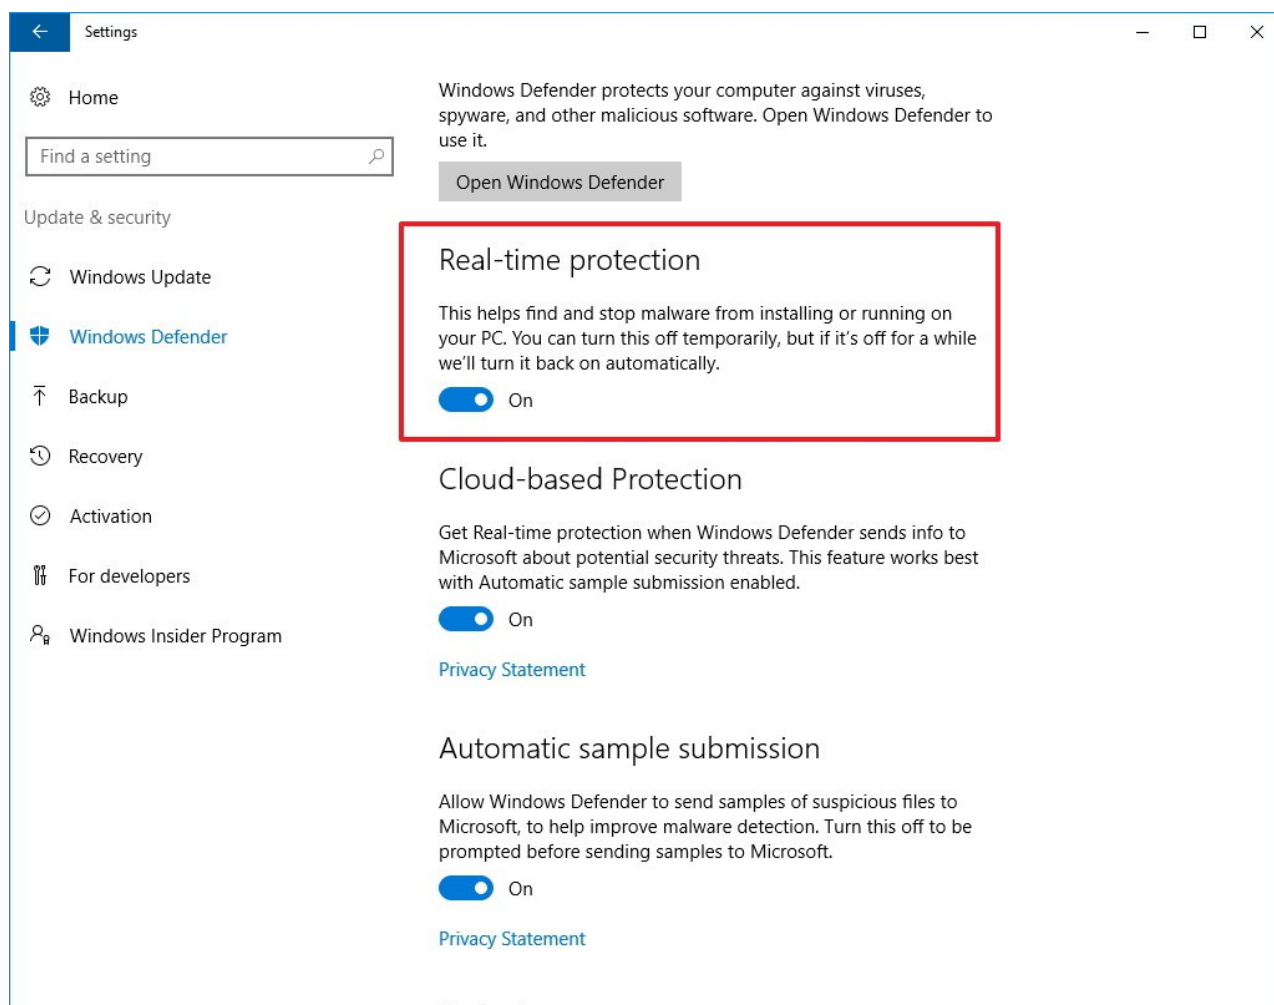 Settings
Home
Find a setting
Update & security
Windows Update
Windows Defender
Backup
Recovery
Activation
For developers
Windows Insider Program
Windows Defender protects your computer against viruses,
spyware, and other malicious software. Open Windows Defender to
use it.
Open Windows Defender
Real-time protection
This helps find and stop malware from installing or running on
your PC. You can turn this off temporarily, but if it's off for a while
we'll turn it back on automatically.
On
Cloud-based Protection
Get Real-time protection when Windows Defender sends info to
Microsoft about potential security threats. This feature works best
with Automatic sample submission enabled.
On
Privacy Statement
Automatic sample submission
Allow Windows Defender to send samples of suspicious files to
Microsoft, to help improve malware detection. Turn this off to be
prompted before sending samples to Microsoft.
On
Privacy Statement